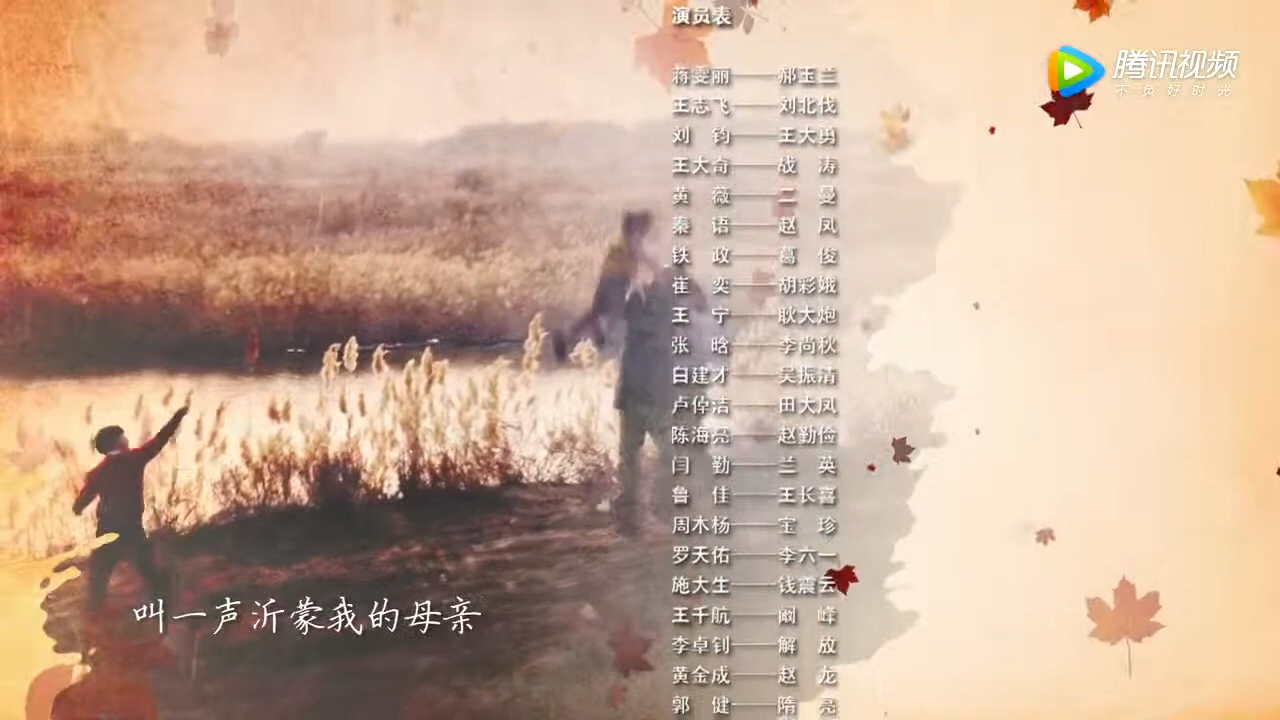 演员表
蒋雯丽——郝玉兰
王志飞——刘北伐
刘 钧——王大勇
王大奇——战 涛
黄 薇——二 曼
秦 语——赵 凤
铁 政——葛 俊
崔 奕——胡彩娥
王 宁——耿大炮
张 晗——李尚秋
白建才——吴振清
卢倬洁——田大凤
陈海亮——赵勤俭
闫 勤——兰 英
鲁 佳——王长喜
周木杨——宝 珍
罗天佑——李六一
施大生——钱震云
王千航——阚 峰
李卓钊——解 放
黄金成——赵 龙
郭 健——隋 亮
叫一声沂蒙我的母亲
腾讯视频
不负好时光